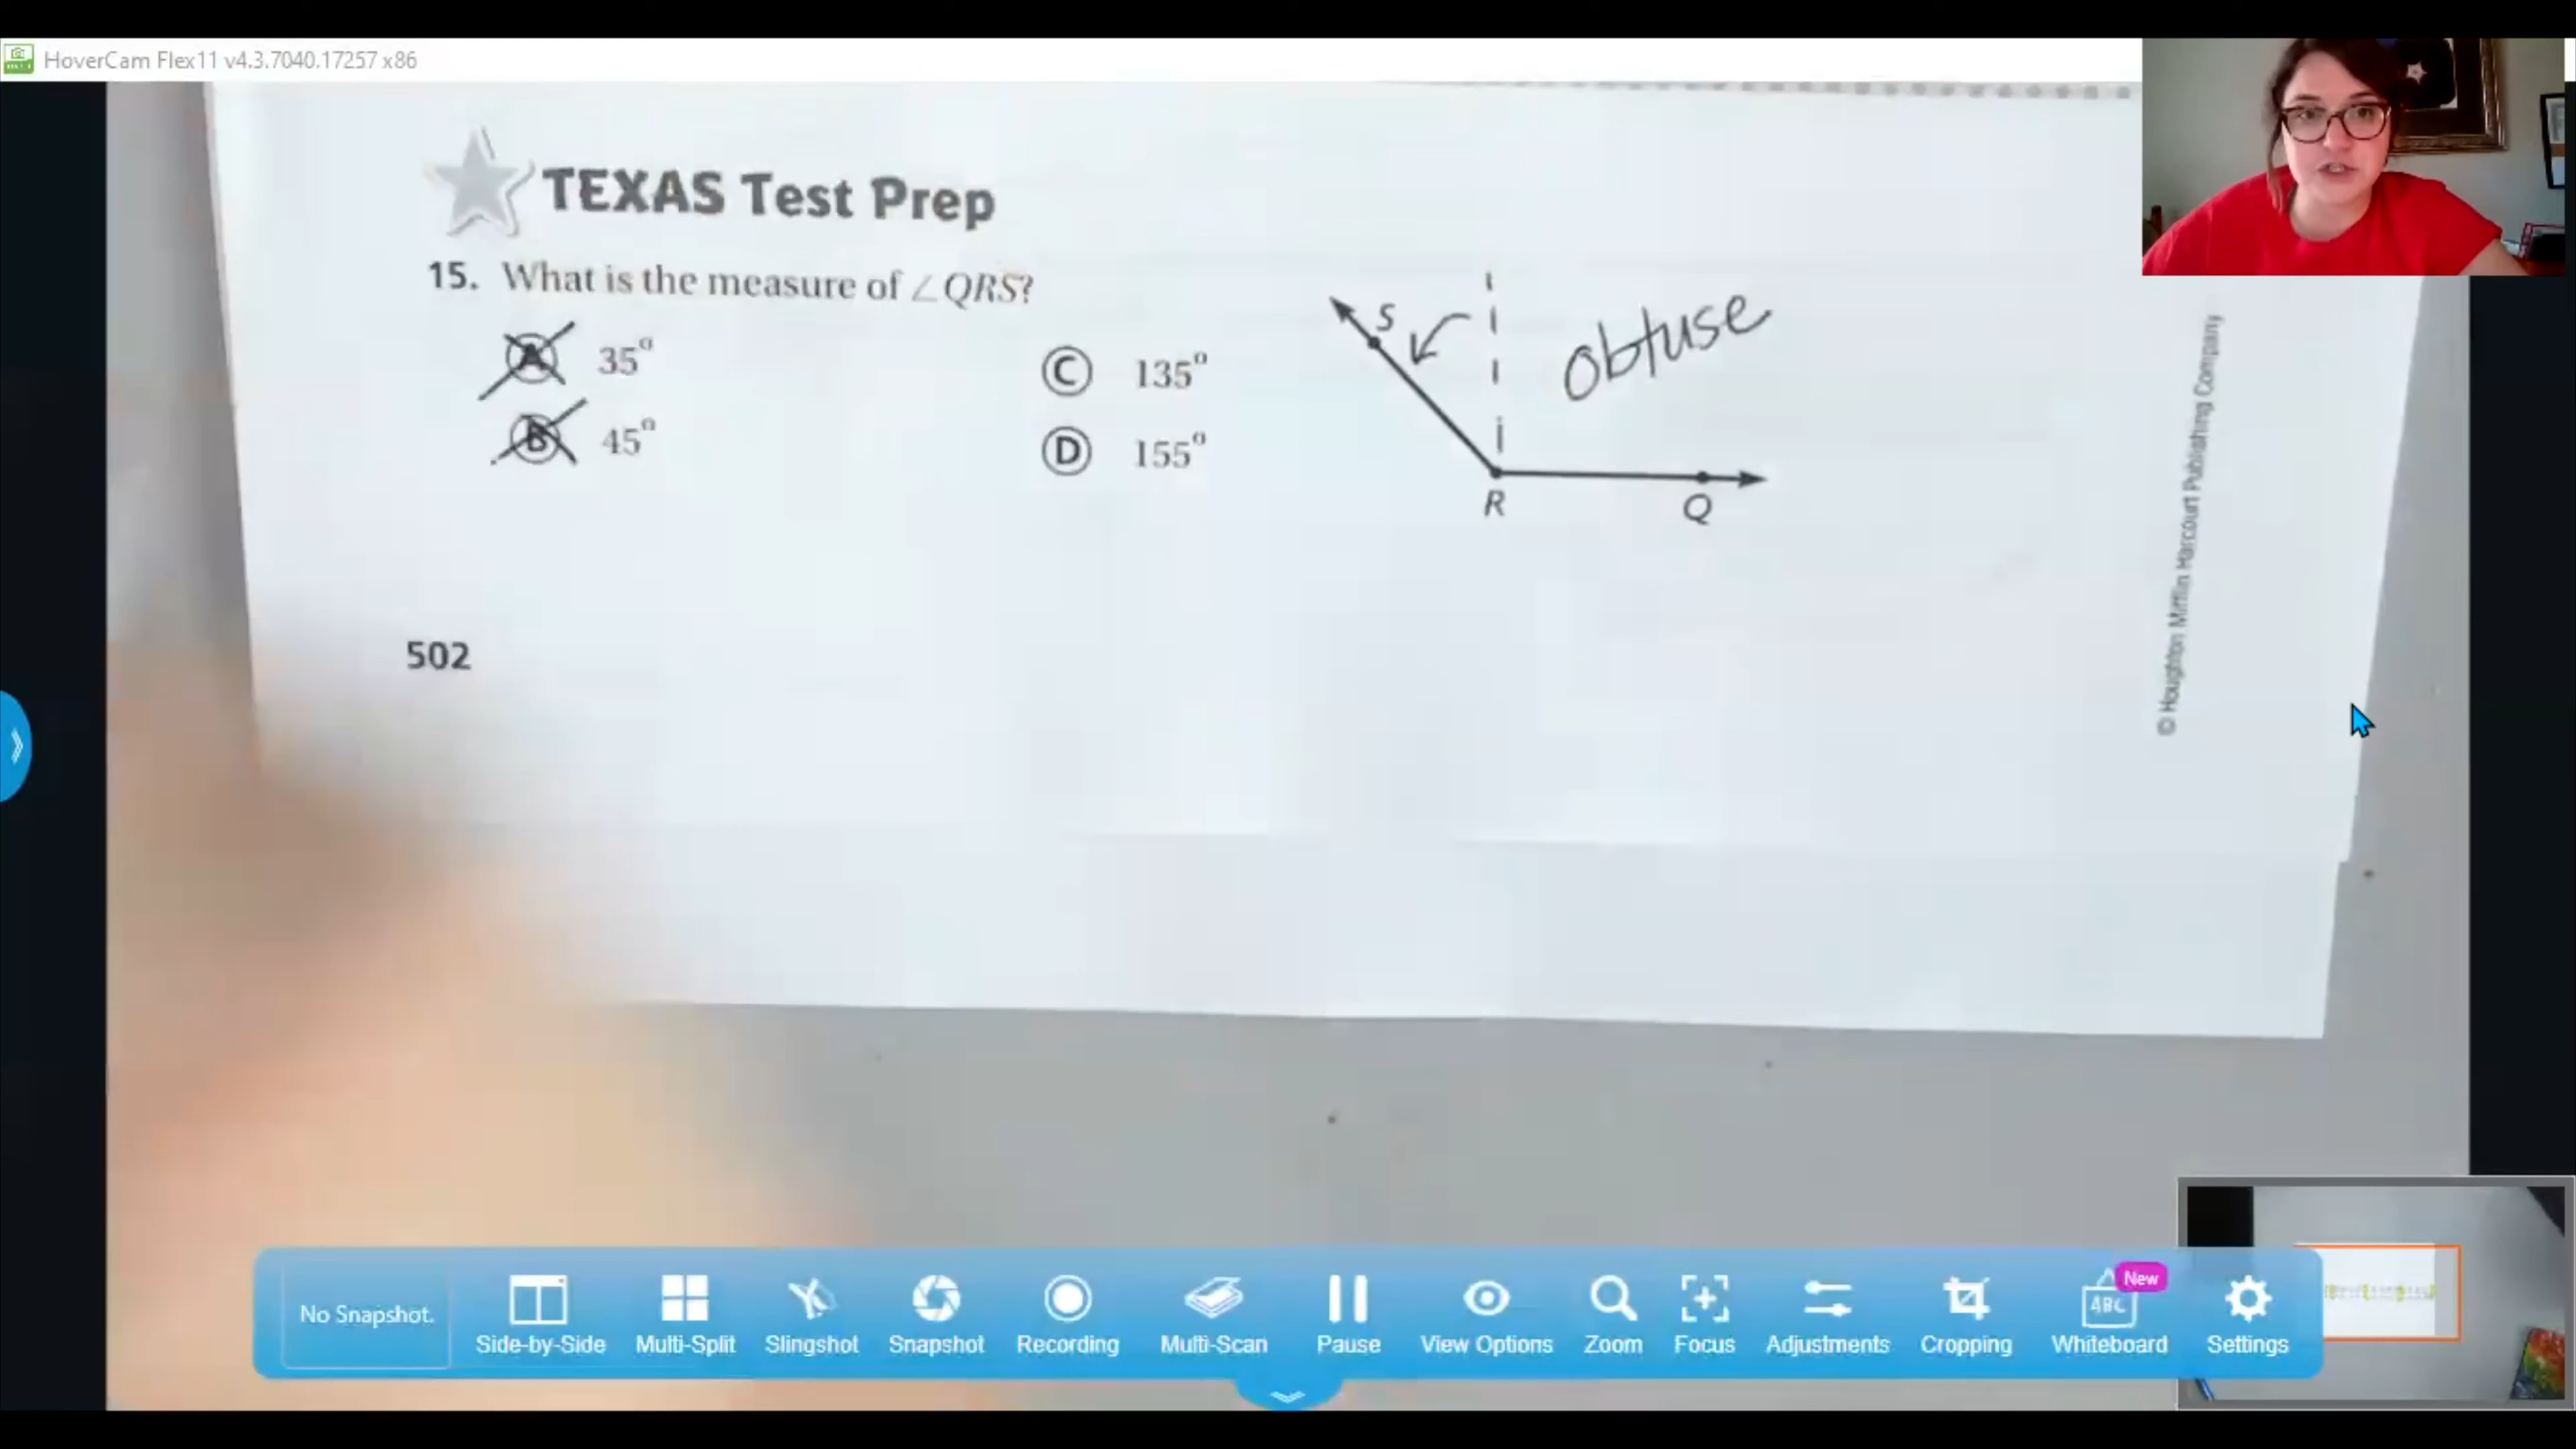 HoverCam Flex11 v4.3.7040.17257 x86
TEXAS Test Prep
15. What is the measure of ∠QRS?
A 35°
B 45°
C 135°
D 155°
S
obtuse
R
Q
502
© Houghton Mifflin Harcourt Publishing Company
No Snapshot.
Side-by-Side
Multi-Split
Slingshot
Snapshot
Recording
Multi-Scan
Pause
View Options
Zoom
Focus
Adjustments
Cropping
ABC
New
Whiteboard
Settings